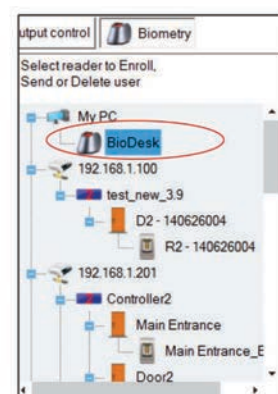 utput control Biometry
Select reader to Enroll,
Send or Delete user
My PC
BioDesk
192.168.1.100
test_new_3.9
D2 - 140626004
R2 - 140626004
192.168.1.201
Controller2
Main Entrance
Main Entrance_E
Door2